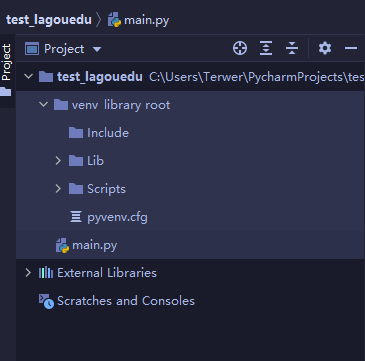 test_lagouedu 〉 main.py
Project
Project
test_lagouedu C:\Users\Terwer\PycharmProjects\tes
venv library root
Include
Lib
Scripts
pyvenv.cfg
main.py
External Libraries
Scratches and Consoles